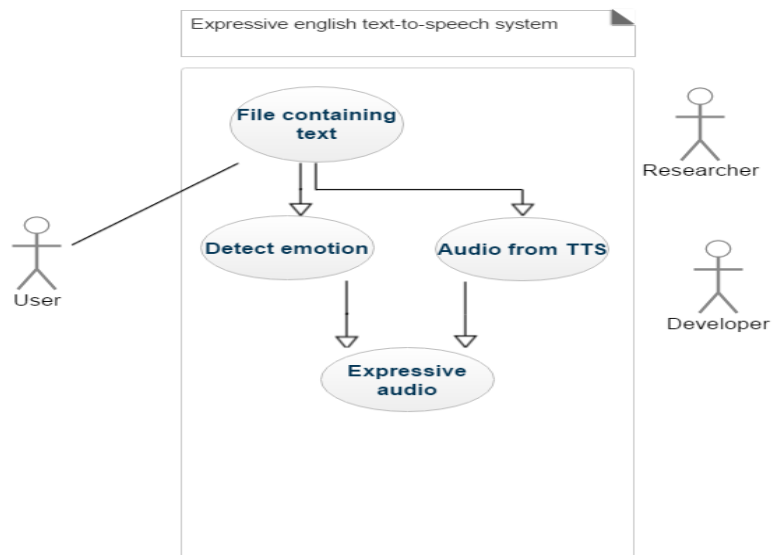 Expressive english text-to-speech system
File containing
text
Researcher
Detect emotion
Audio from TTS
User
Developer
Expressive
audio